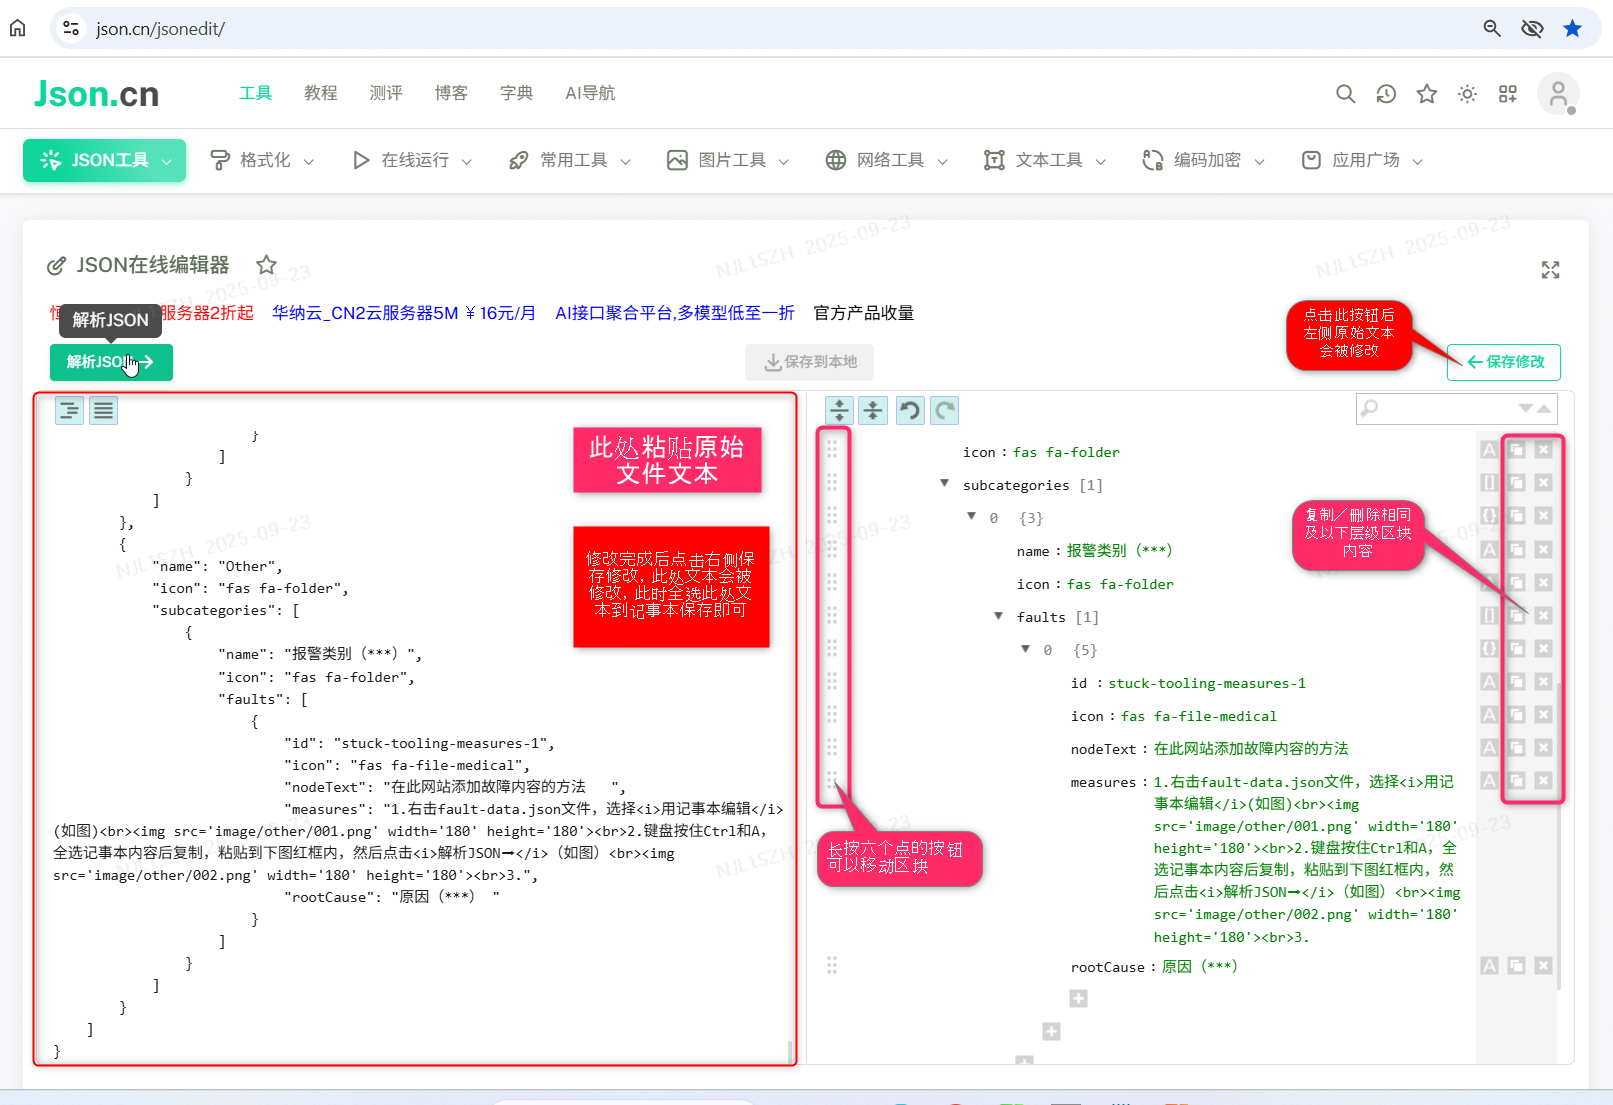 json.cn/jsonedit/
Json.cn
工具 教程 测评 博客 字典 AI导航
JSON工具 格式化 在线运行 常用工具 图片工具 网络工具 文本工具 编码加密 应用广场
JSON在线编辑器
服务器2折起 华纳云_CN2云服务器5M ¥16元/月 AI接口聚合平台,多模型低至一折 官方产品收量
解析JSON
解析JSON→
保存到本地
←保存修改
点击此按钮后
左侧原始文本
会被修改
}
]
}
]
},
{
"name": "Other",
"icon": "fas fa-folder",
"subcategories": [
{
"name": "报警类别（***）",
"icon": "fas fa-folder",
"faults": [
{
"id": "stuck-tooling-measures-1",
"icon": "fas fa-file-medical",
"nodeText": "在此网站添加故障内容的方法   ",
"measures": "1.右击fault-data.json文件，选择<i>用记事本编辑</i>
(如图)<br><img src='image/other/001.png' width='180' height='180'><br>2.键盘按住Ctrl和A，
全选记事本内容后复制，粘贴到下图红框内，然后点击<i>解析JSON→</i>（如图）<br><img
src='image/other/002.png' width='180' height='180'><br>3.",
"rootCause": "原因（***） "
}
]
}
]
}
]
}
此处粘贴原始
文件文本
修改完成后点击右侧保
存修改，此处文本会被
修改，此时全选此处文
本到记事本保存即可
icon : fas fa-folder
subcategories [1]
0 {3}
name : 报警类别（***）
icon : fas fa-folder
faults [1]
0 {5}
id : stuck-tooling-measures-1
icon : fas fa-file-medical
nodeText : 在此网站添加故障内容的方法
measures : 1.右击fault-data.json文件，选择<i>用记
事本编辑</i>(如图)<br><img
src='image/other/001.png' width='180'
height='180'><br>2.键盘按住Ctrl和A，全
选记事本内容后复制，粘贴到下图红框内，然
后点击<i>解析JSON→</i>（如图）<br><img
src='image/other/002.png' width='180'
height='180'><br>3.
rootCause : 原因（***）
复制／删除相同
及以下层级区块
内容
长按六个点的按钮
可以移动区块
NJLiSZH 2025-09-23
NJLiSZH 2025-09-23
NJLiSZH 2025-09-23